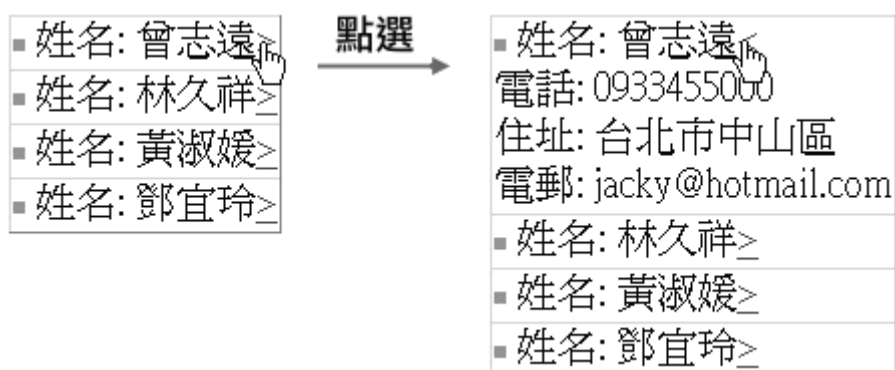 姓名: 曾志遠>
姓名: 林久祥>
姓名: 黃淑媛>
姓名: 鄧宜玲>
點選
姓名: 曾志遠<
電話: 0933455000
住址: 台北市中山區
電郵: jacky@hotmail.com
姓名: 林久祥>
姓名: 黃淑媛>
姓名: 鄧宜玲>